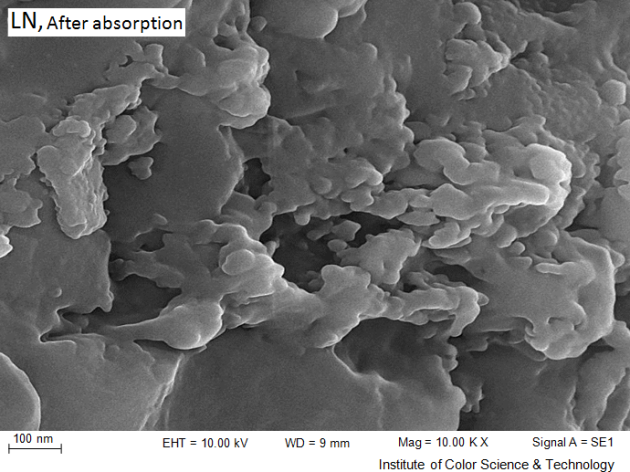 LN, After absorption
100 nm EHT = 10.00 kV WD = 9 mm Mag = 10.00 K X Signal A = SE1
Institute of Color Science & Technology